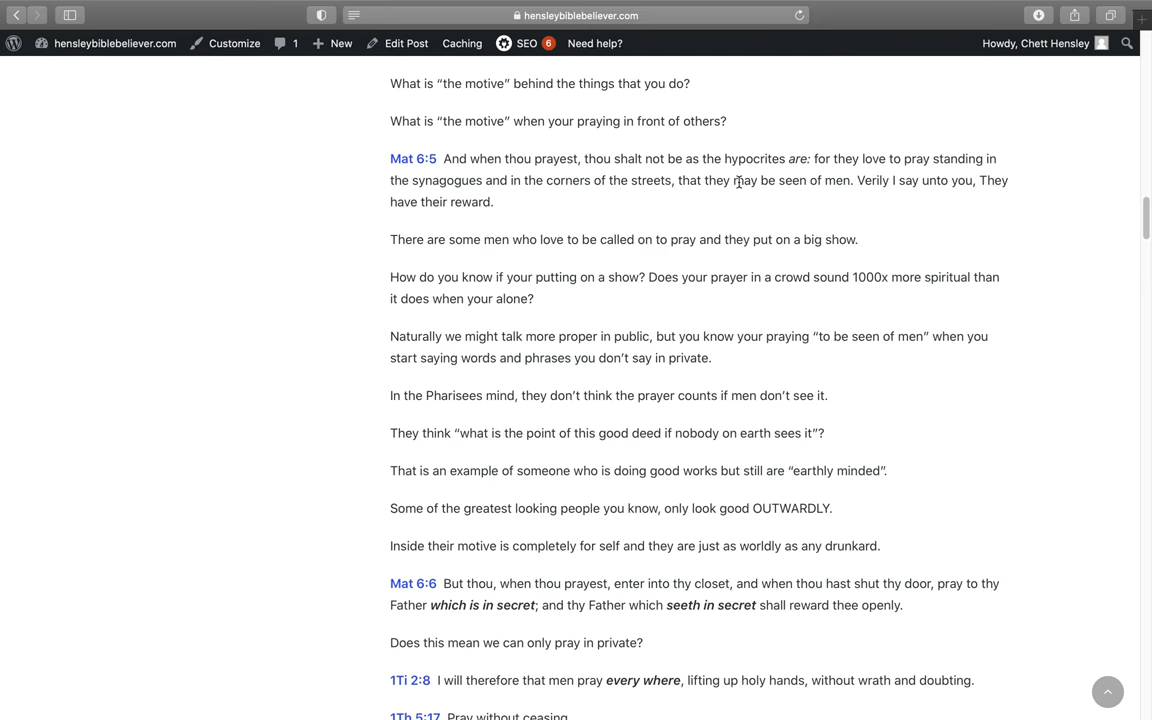 hensleybiblebeliever.com
hensleybiblebeliever.com Customize 1 New Edit Post Caching SEO 6 Need help? Howdy, Chett Hensley
What is “the motive” behind the things that you do?
What is “the motive” when your praying in front of others?
Mat 6:5 And when thou prayest, thou shalt not be as the hypocrites are: for they love to pray standing in
the synagogues and in the corners of the streets, that they may be seen of men. Verily I say unto you, They
have their reward.
There are some men who love to be called on to pray and they put on a big show.
How do you know if your putting on a show? Does your prayer in a crowd sound 1000x more spiritual than
it does when your alone?
Naturally we might talk more proper in public, but you know your praying “to be seen of men” when you
start saying words and phrases you don’t say in private.
In the Pharisees mind, they don’t think the prayer counts if men don’t see it.
They think “what is the point of this good deed if nobody on earth sees it”?
That is an example of someone who is doing good works but still are “earthly minded”.
Some of the greatest looking people you know, only look good OUTWARDLY.
Inside their motive is completely for self and they are just as worldly as any drunkard.
Mat 6:6 But thou, when thou prayest, enter into thy closet, and when thou hast shut thy door, pray to thy
Father which is in secret; and thy Father which seeth in secret shall reward thee openly.
Does this mean we can only pray in private?
1Ti 2:8 I will therefore that men pray every where, lifting up holy hands, without wrath and doubting.
1Th 5:17 Pray without ceasing.